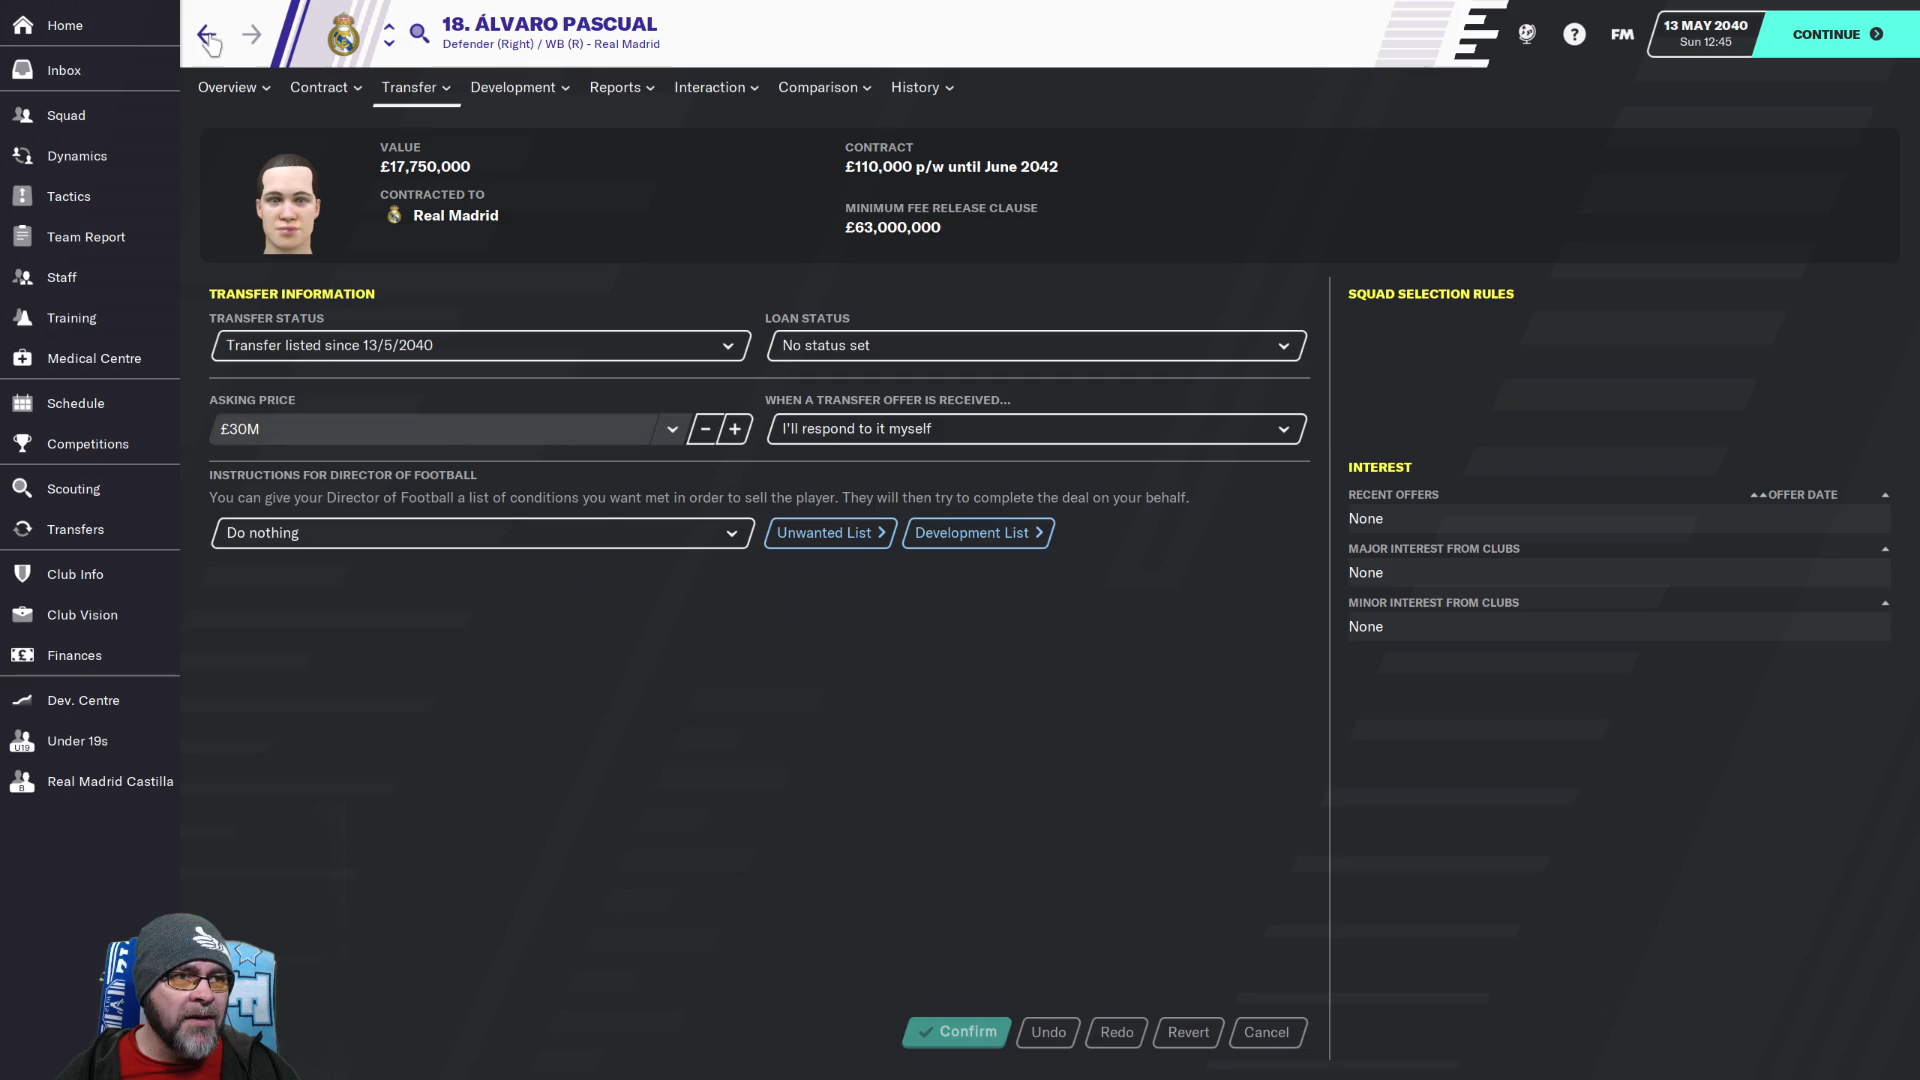 Home
Inbox
Squad
Dynamics
Tactics
Team Report
Staff
Training
Medical Centre
Schedule
Competitions
Scouting
Transfers
Club Info
Club Vision
Finances
Dev. Centre
U19
Under 19s
B
Real Madrid Castilla
18. ÁLVARO PASCUAL
Defender (Right) / WB (R) - Real Madrid
?
FM
13 MAY 2040
Sun 12:45
CONTINUE
Overview
Contract
Transfer
Development
Reports
Interaction
Comparison
History
VALUE
£17,750,000
CONTRACTED TO
Real Madrid
CONTRACT
£110,000 p/w until June 2042
MINIMUM FEE RELEASE CLAUSE
£63,000,000
TRANSFER INFORMATION
TRANSFER STATUS
Transfer listed since 13/5/2040
LOAN STATUS
No status set
ASKING PRICE
£30M
WHEN A TRANSFER OFFER IS RECEIVED...
I'll respond to it myself
INSTRUCTIONS FOR DIRECTOR OF FOOTBALL
You can give your Director of Football a list of conditions you want met in order to sell the player. They will then try to complete the deal on your behalf.
Do nothing
Unwanted List
Development List
SQUAD SELECTION RULES
INTEREST
RECENT OFFERS
OFFER DATE
None
MAJOR INTEREST FROM CLUBS
None
MINOR INTEREST FROM CLUBS
None
Confirm
Undo
Redo
Revert
Cancel